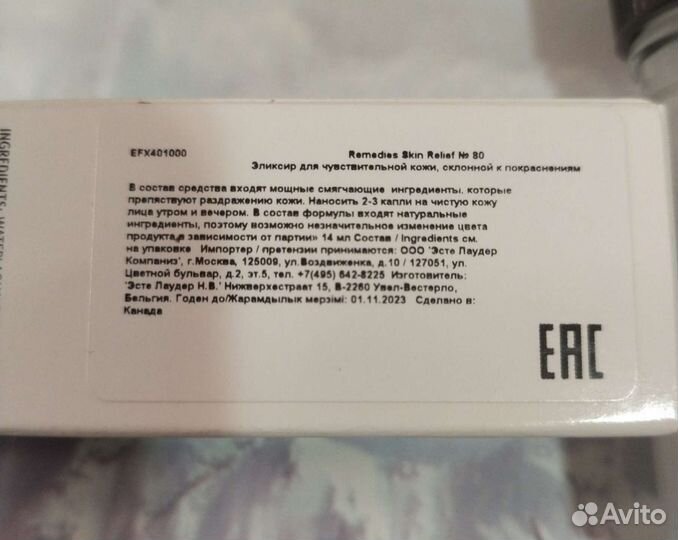 EFX401000 Remedies Skin Relief № 80
Эликсир для чувствительной кожи, склонной к покраснениям
В состав средства входят мощные смягчающие ингредиенты, которые
препяствуют раздражению кожи. Наносить 2-3 капли на чистую кожу
лица утром и вечером. В состав формулы входят натуральные
ингредиенты, поэтому возможно незначительное изменение цвета
продукта в зависимости от партии» 14 мл Состав / Ingredients см.
на упаковке Импортер / претензии принимаются: ООО 'Эсте Лаудер
Компаниз', г.Москва, 125009, ул.Воздвиженка, д.10 / 127051, ул.
Цветной бульвар, д.2, эт.5, тел. +7(495) 642-8225 Изготовитель:
'Эсте Лаудер Н.В.' Нижверхестраат 15, B-2260 Увел-Вестерло,
Бельгия. Годен до/Жарамдылык мерзімі: 01.11.2023 Сделано в:
Канада
EAC
INGREDIENTS:
Avito